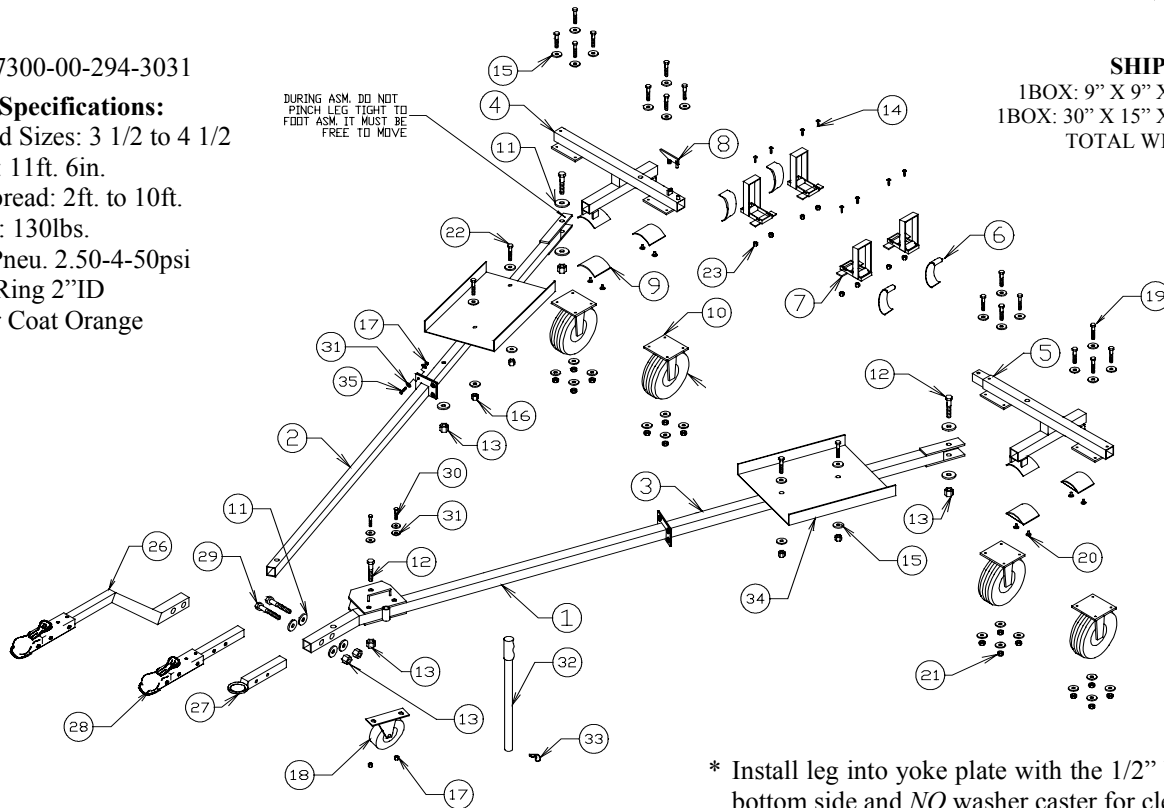 7300-00-294-3031
Specifications:
d Sizes: 3 1/2 to 4 1/2
: 11ft. 6in.
pread: 2ft. to 10ft.
: 130lbs.
Pneu. 2.50-4-50psi
Ring 2”ID
r Coat Orange
SHIP
1BOX: 9” X 9” X
1BOX: 30” X 15” X
TOTAL WE
DURING ASM. DO NOT
PINCH LEG TIGHT TO
FOOT ASM. IT MUST BE
FREE TO MOVE
15
4
14
8
11
22
6
23
7
9
19
10
17
5
31
12
35
16
2
13
30
3
11
31
13
26
20
29
12
15
34
1
13
32
21
28
27
13
33
18
17
* Install leg into yoke plate with the 1/2”
bottom side and NO washer caster for cle